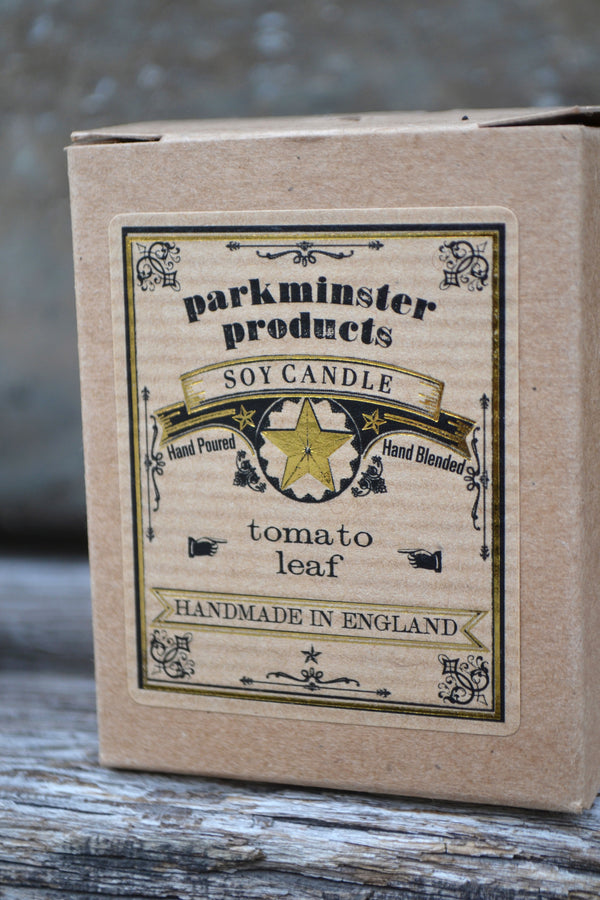 parkminster
products
SOY CANDLE
Hand Poured Hand Blended
tomato
leaf
HANDMADE IN ENGLAND